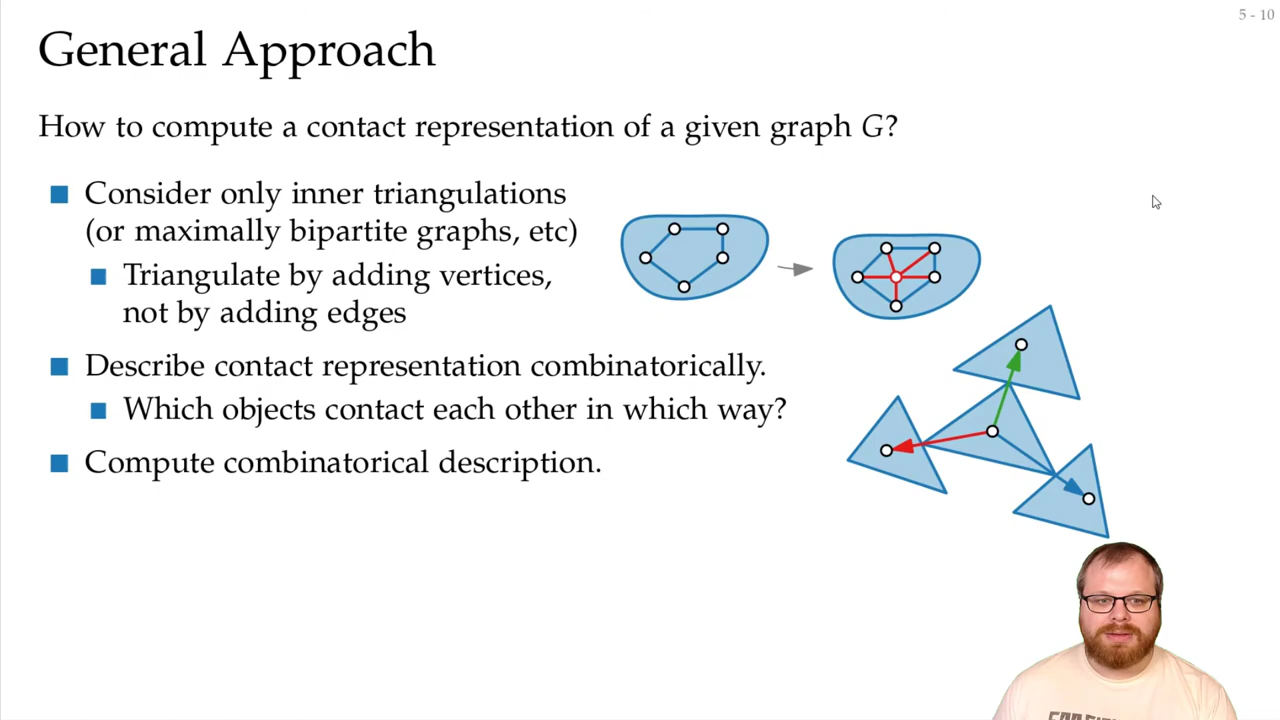 5 - 10
General Approach
How to compute a contact representation of a given graph G?
Consider only inner triangulations
(or maximally bipartite graphs, etc)
Triangulate by adding vertices,
not by adding edges
Describe contact representation combinatorically.
Which objects contact each other in which way?
Compute combinatorical description.